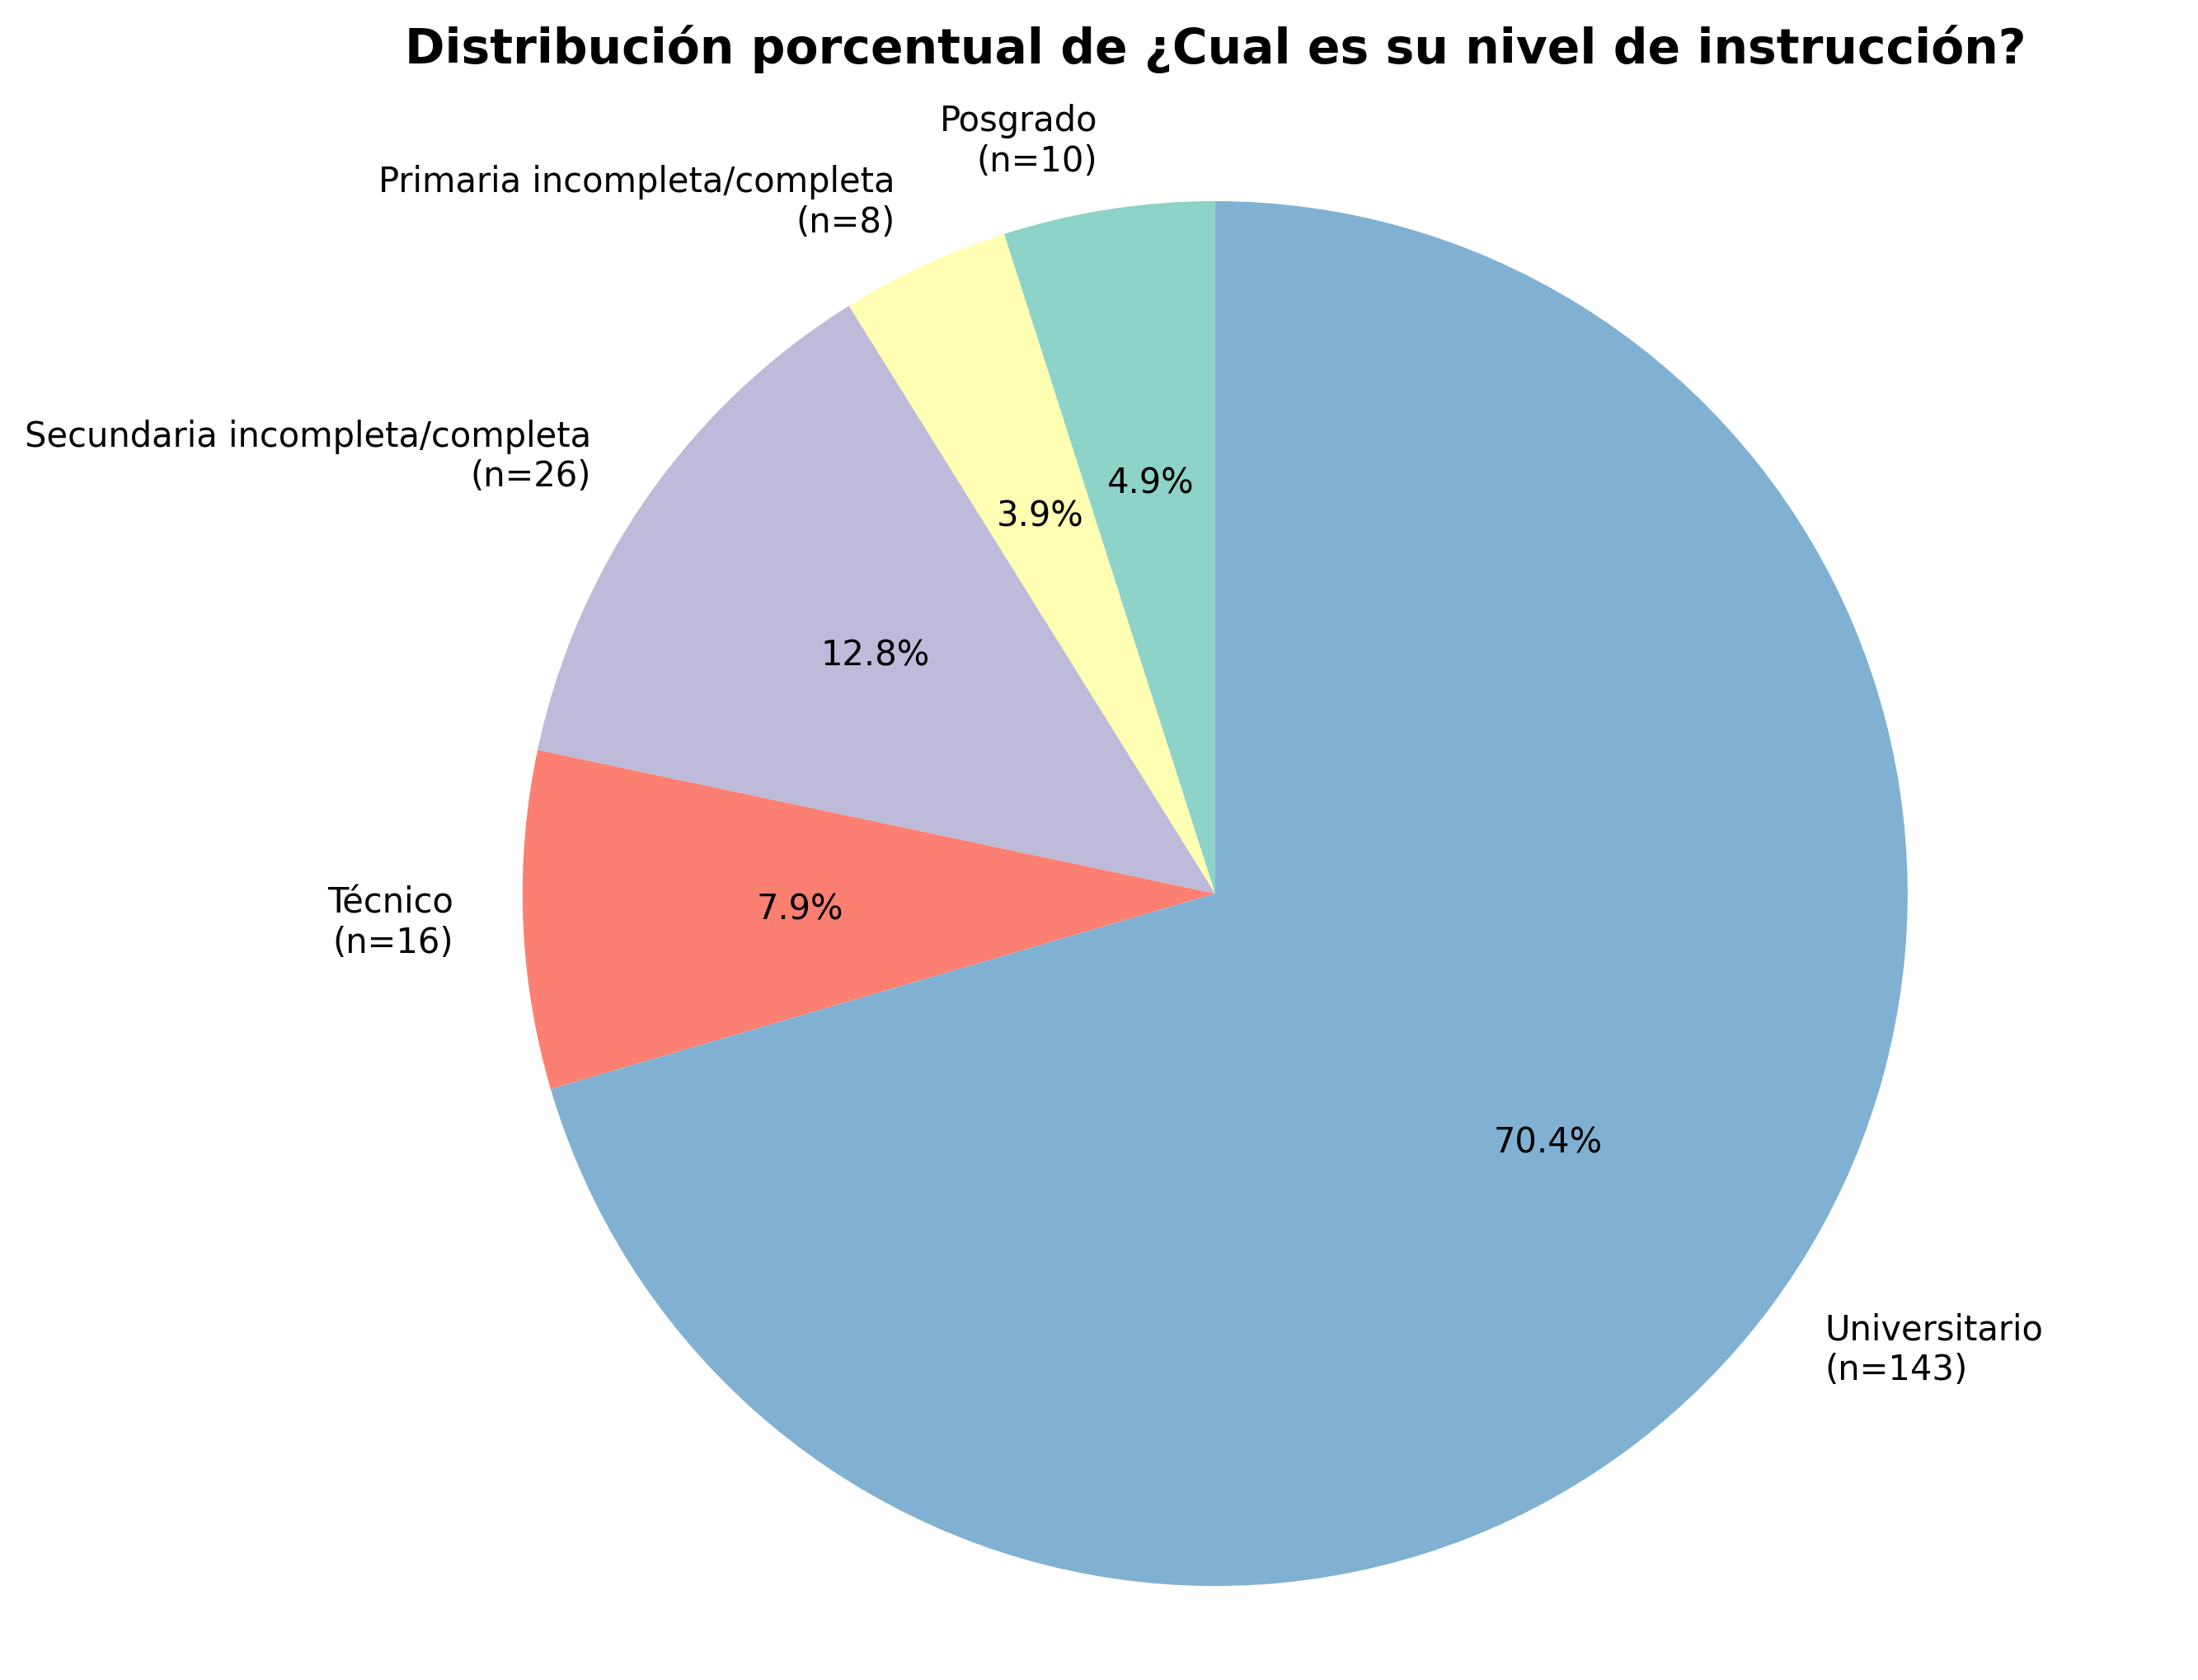 Distribución porcentual de ¿Cual es su nivel de instrucción?
Posgrado
(n=10)
Primaria incompleta/completa
(n=8)
Secundaria incompleta/completa
(n=26)
4.9%
3.9%
12.8%
Técnico
(n=16)
7.9%
70.4%
Universitario
(n=143)